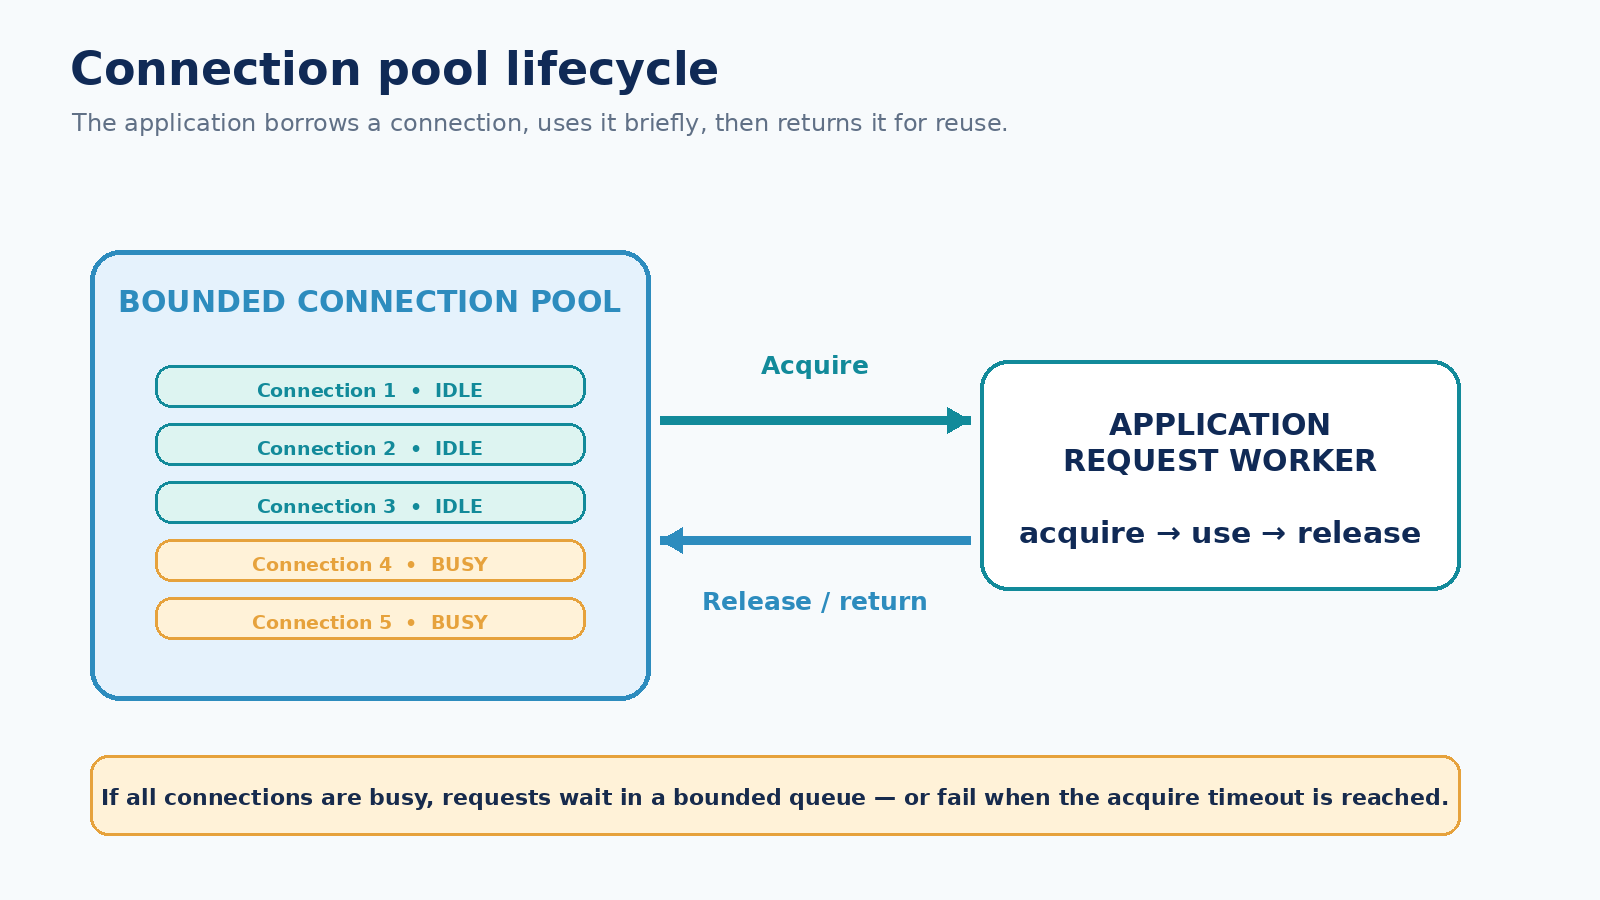 Connection pool lifecycle
The application borrows a connection, uses it briefly, then returns it for reuse.
BOUNDED CONNECTION POOL
Connection 1 • IDLE
Connection 2 • IDLE
Connection 3 • IDLE
Connection 4 • BUSY
Connection 5 • BUSY
Acquire
Release / return
APPLICATION
REQUEST WORKER
acquire → use → release
If all connections are busy, requests wait in a bounded queue — or fail when the acquire timeout is reached.